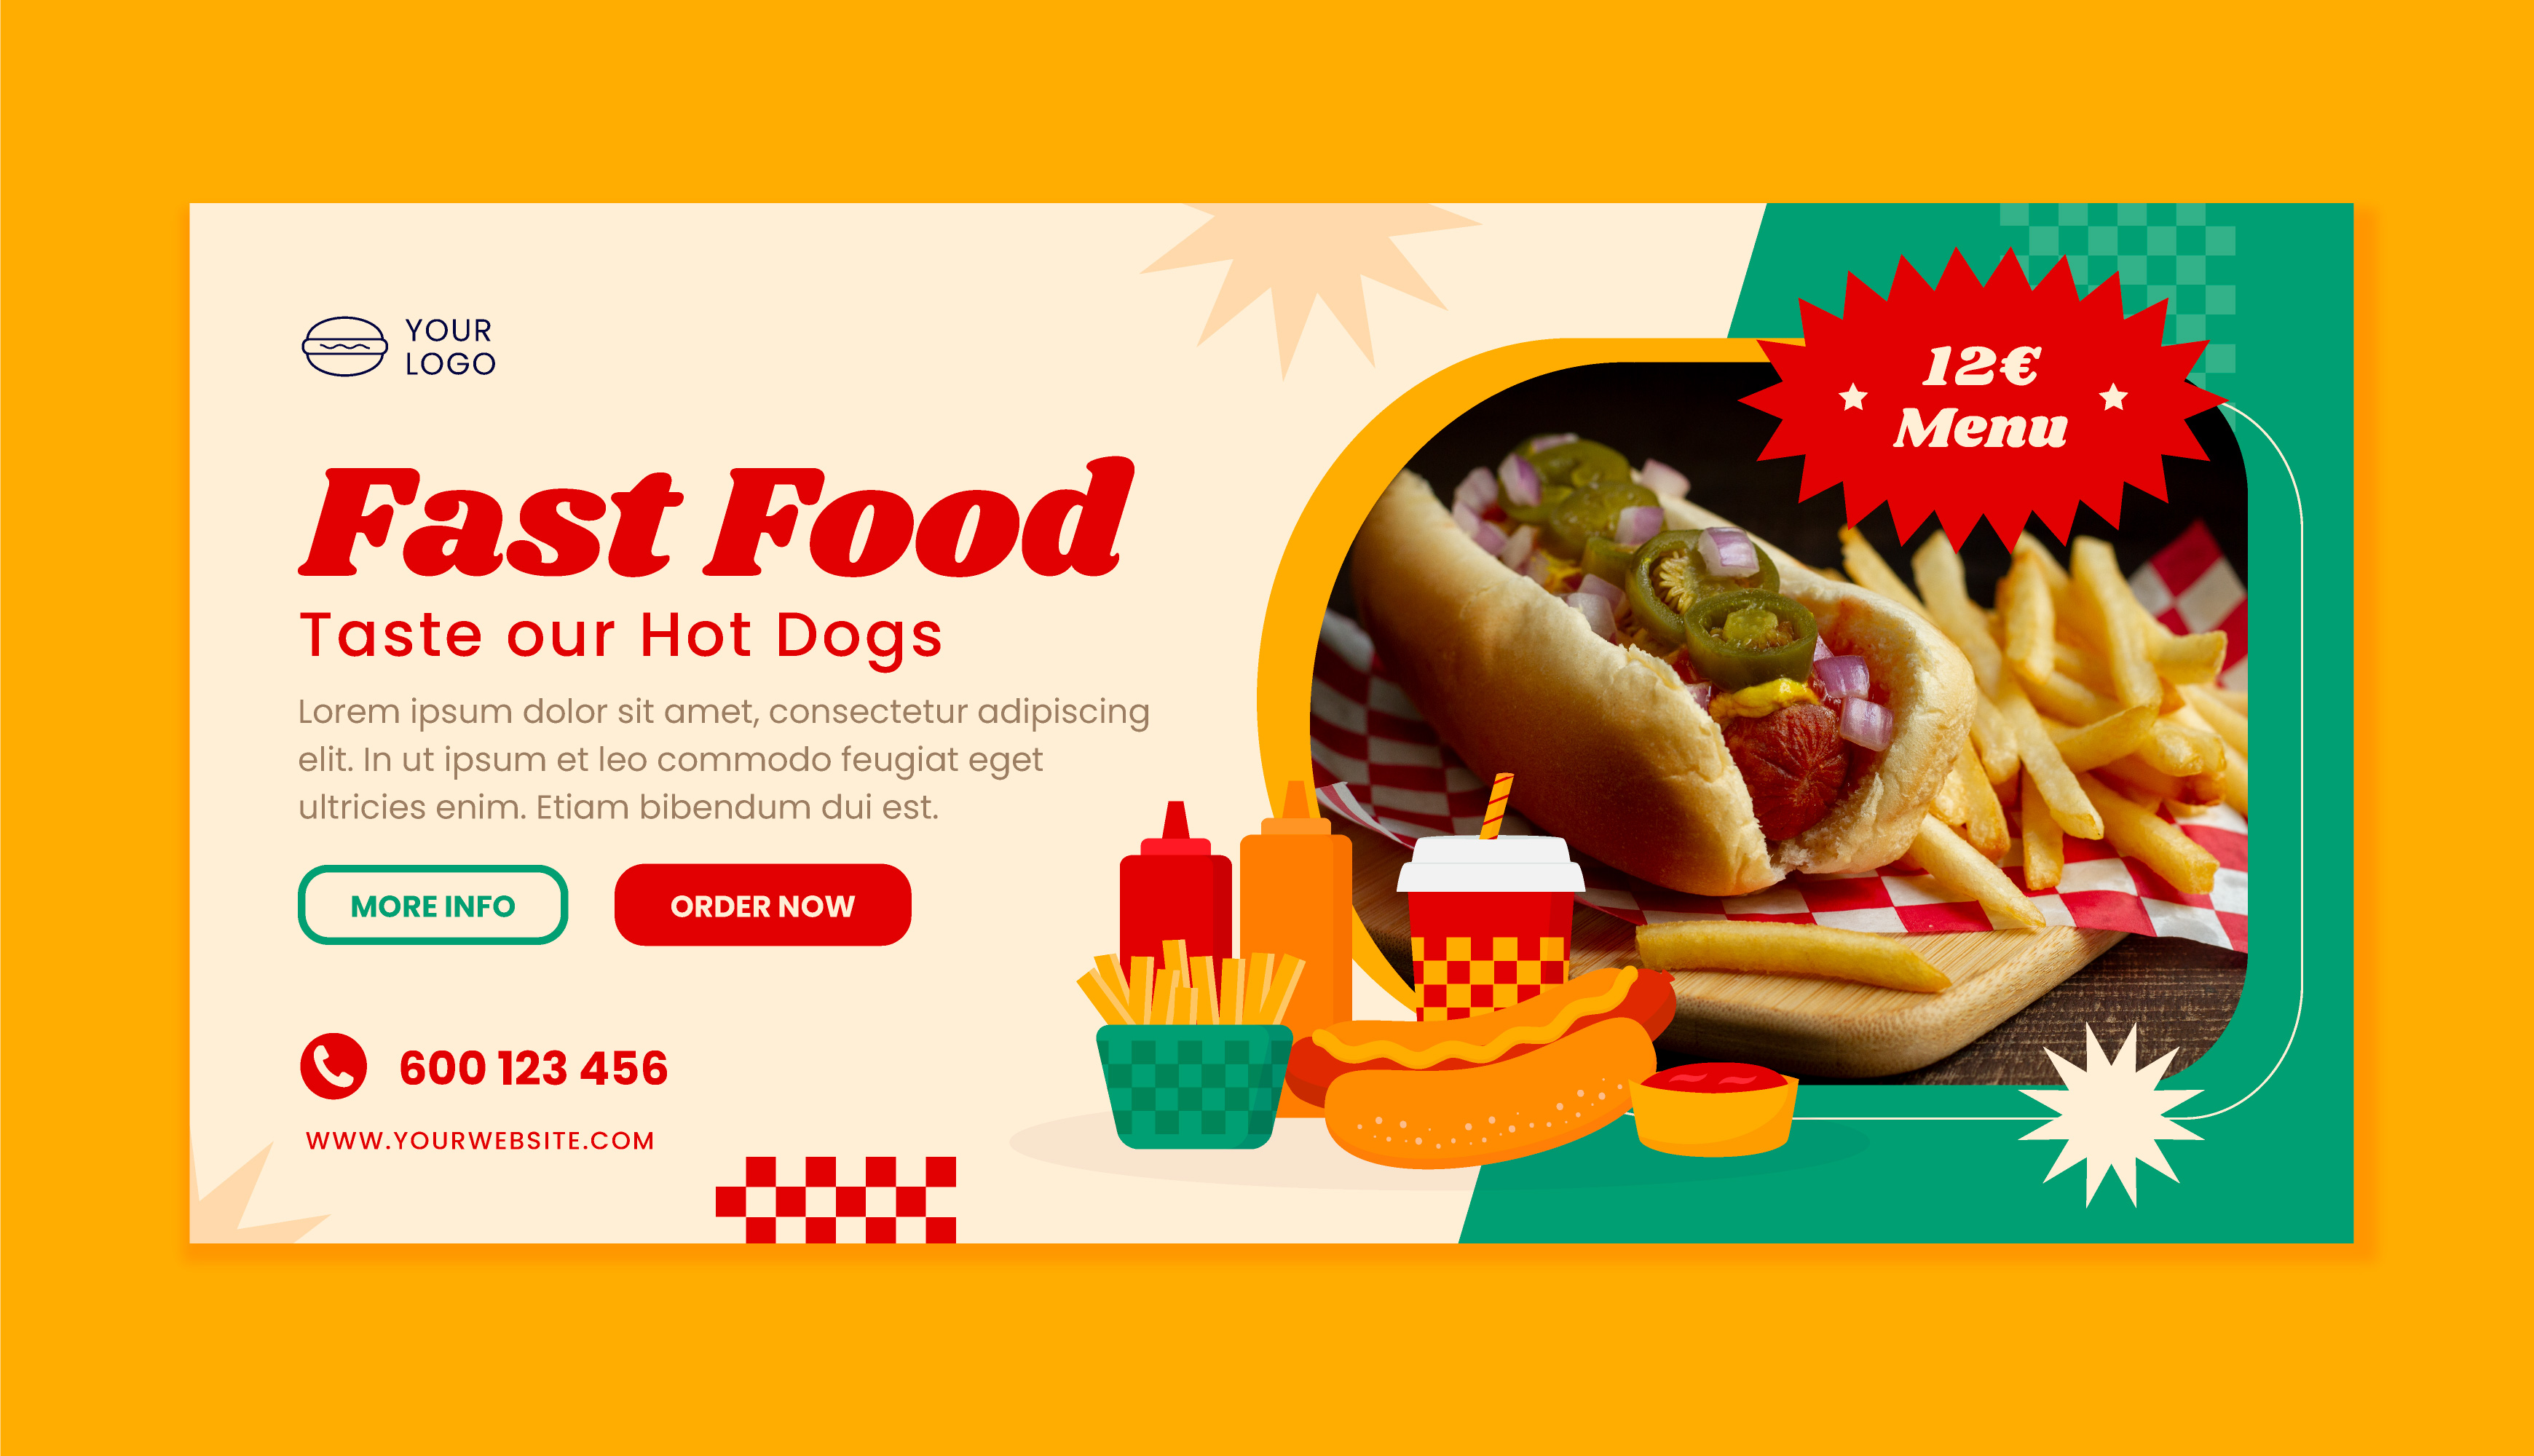 YOUR
LOGO
Fast Food
Taste our Hot Dogs
Lorem ipsum dolor sit amet, consectetur adipiscing
elit. In ut ipsum et leo commodo feugiat eget
ultricies enim. Etiam bibendum dui est.
MORE INFO
ORDER NOW
600 123 456
WWW.YOURWEBSITE.COM
12€
Menu